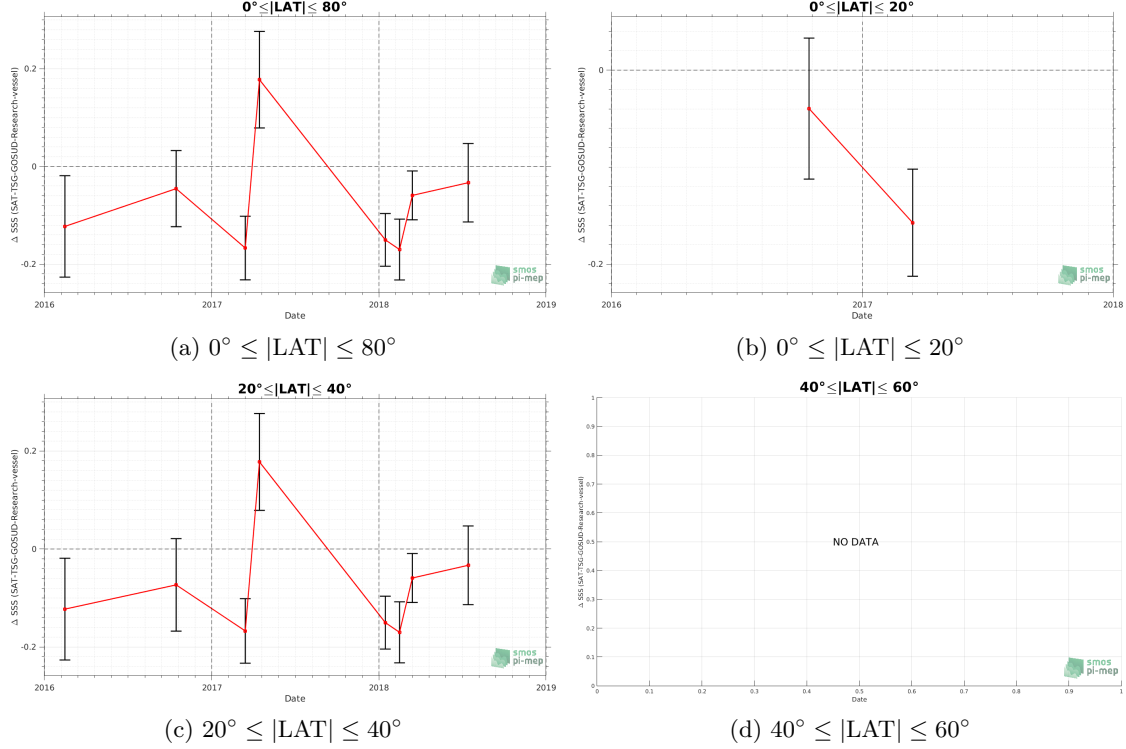 0°≤|LAT|≤ 80°
Δ SSS (SAT-TSG-GOSUD-Research-vessel)
0.2
0
-0.2
2016
2017
2018
2019
Date
smos
pi-mep
(a) 0° ≤ |LAT| ≤ 80°
0°≤|LAT|≤ 20°
Δ SSS (SAT-TSG-GOSUD-Research-vessel)
0
-0.2
2016
2017
2018
Date
smos
pi-mep
(b) 0° ≤ |LAT| ≤ 20°
20°≤|LAT|≤ 40°
Δ SSS (SAT-TSG-GOSUD-Research-vessel)
0.2
0
-0.2
2016
2017
2018
2019
Date
smos
pi-mep
(c) 20° ≤ |LAT| ≤ 40°
40°≤|LAT|≤ 60°
Δ SSS (SAT-TSG-GOSUD-Research-vessel)
1
0.9
0.8
0.7
0.6
0.5
0.4
0.3
0.2
0.1
0
NO DATA
0
0.1
0.2
0.3
0.4
0.5
0.6
0.7
0.8
0.9
1
Date
smos
pi-mep
(d) 40° ≤ |LAT| ≤ 60°